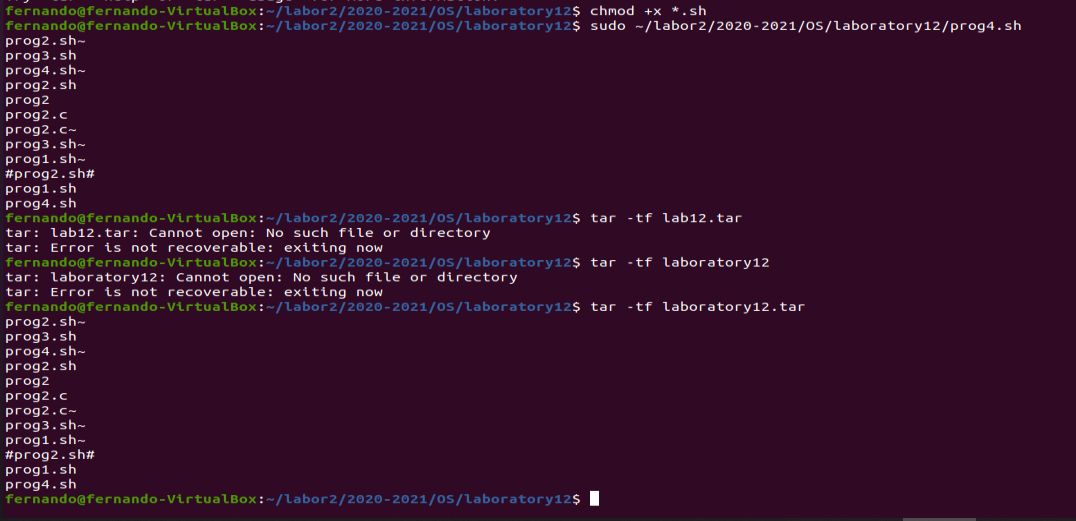 fernando@fernando-VirtualBox:~/labor2/2020-2021/OS/laboratory12$ chmod +x *.sh
fernando@fernando-VirtualBox:~/labor2/2020-2021/OS/laboratory12$ sudo ~/labor2/2020-2021/OS/laboratory12/prog4.sh
prog2.sh~
prog3.sh
prog4.sh~
prog2.sh
prog2
prog2.c
prog2.c~
prog3.sh~
prog1.sh~
#prog2.sh#
prog1.sh
prog4.sh
fernando@fernando-VirtualBox:~/labor2/2020-2021/OS/laboratory12$ tar -tf lab12.tar
tar: lab12.tar: Cannot open: No such file or directory
tar: Error is not recoverable: exiting now
fernando@fernando-VirtualBox:~/labor2/2020-2021/OS/laboratory12$ tar -tf laboratory12
tar: laboratory12: Cannot open: No such file or directory
tar: Error is not recoverable: exiting now
fernando@fernando-VirtualBox:~/labor2/2020-2021/OS/laboratory12$ tar -tf laboratory12.tar
prog2.sh~
prog3.sh
prog4.sh~
prog2.sh
prog2
prog2.c
prog2.c~
prog3.sh~
prog1.sh~
#prog2.sh#
prog1.sh
prog4.sh
fernando@fernando-VirtualBox:~/labor2/2020-2021/OS/laboratory12$